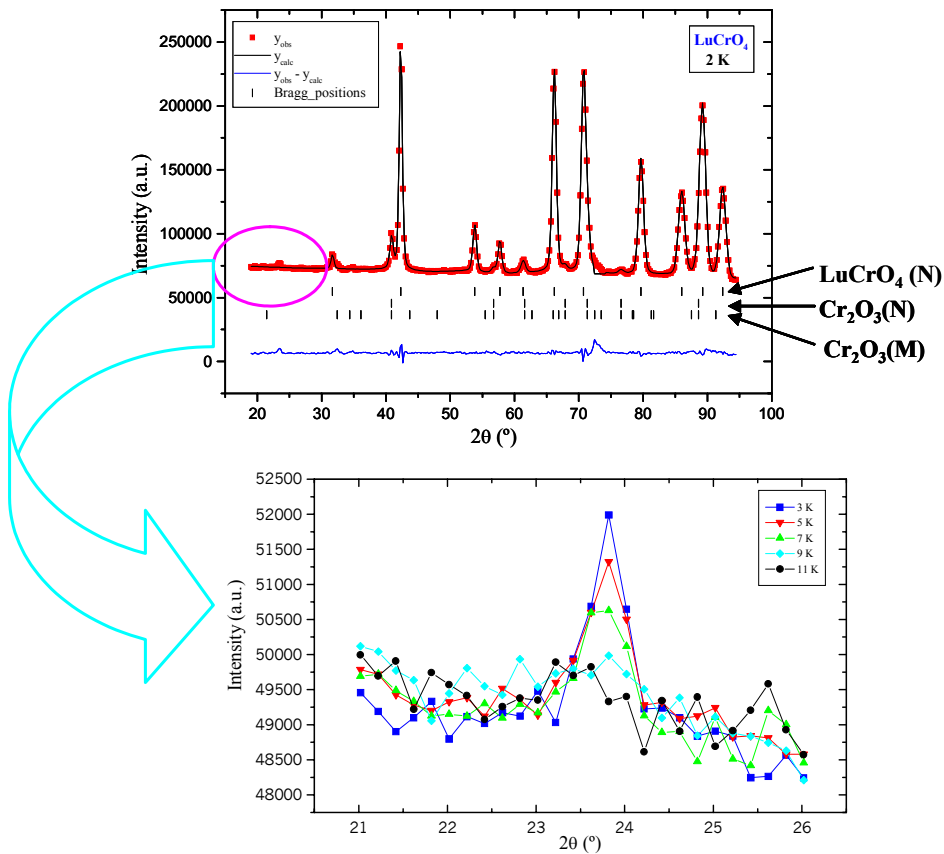 250000
200000
150000
100000
50000
0
Intensity (a.u.)
y_obs
y_calc
y_obs - y_calc
Bragg_positions
LuCrO₄
2 K
LuCrO₄ (N)
Cr₂O₃(N)
Cr₂O₃(M)
20 30 40 50 60 70 80 90 100
2θ (º)
52500
52000
51500
51000
50500
50000
49500
49000
48500
48000
Intensity (a.u.)
3 K
5 K
7 K
9 K
11 K
21 22 23 24 25 26
2θ (º)